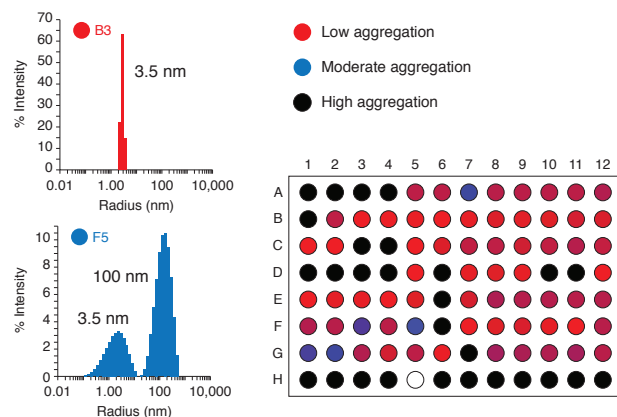 B3
70
60
50
40
30
20
10
0
% Intensity
3.5 nm
0.01 1.00 100 10,000
Radius (nm)
F5
10
8
6
4
2
0
% Intensity
100 nm
3.5 nm
0.01 1.00 100 10,000
Radius (nm)
Low aggregation
Moderate aggregation
High aggregation
1 2 3 4 5 6 7 8 9 10 11 12
A
B
C
D
E
F
G
H